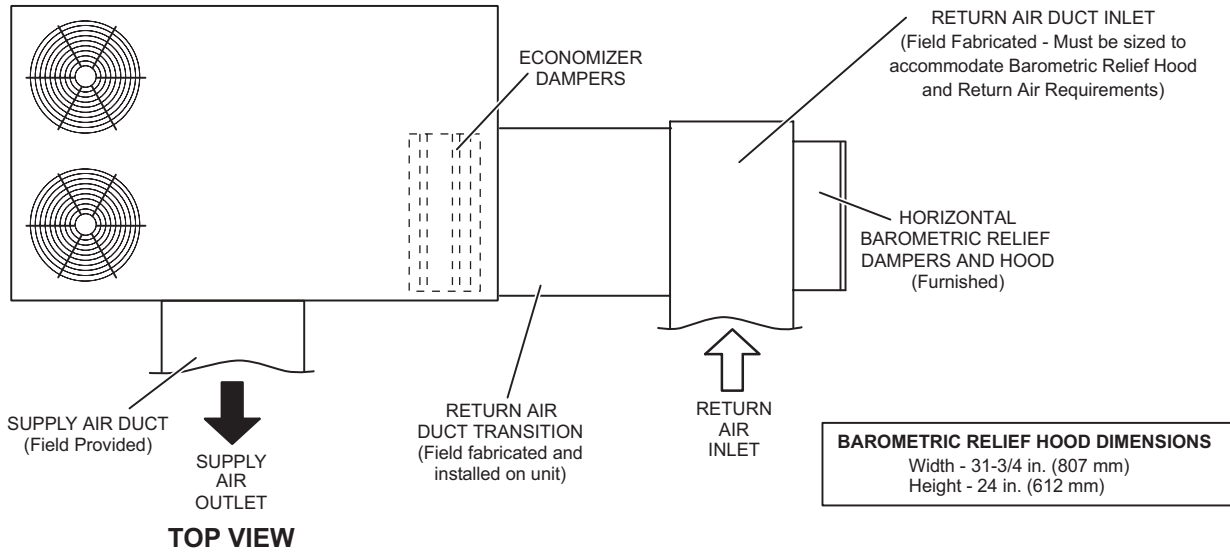 ECONOMIZER
DAMPERS
RETURN AIR DUCT INLET
(Field Fabricated - Must be sized to
accommodate Barometric Relief Hood
and Return Air Requirements)
HORIZONTAL
BAROMETRIC RELIEF
DAMPERS AND HOOD
(Furnished)
SUPPLY AIR DUCT
(Field Provided)
SUPPLY
AIR
OUTLET
RETURN AIR
DUCT TRANSITION
(Field fabricated and
installed on unit)
RETURN
AIR
INLET
BAROMETRIC RELIEF HOOD DIMENSIONS
Width - 31-3/4 in. (807 mm)
Height - 24 in. (612 mm)
TOP VIEW